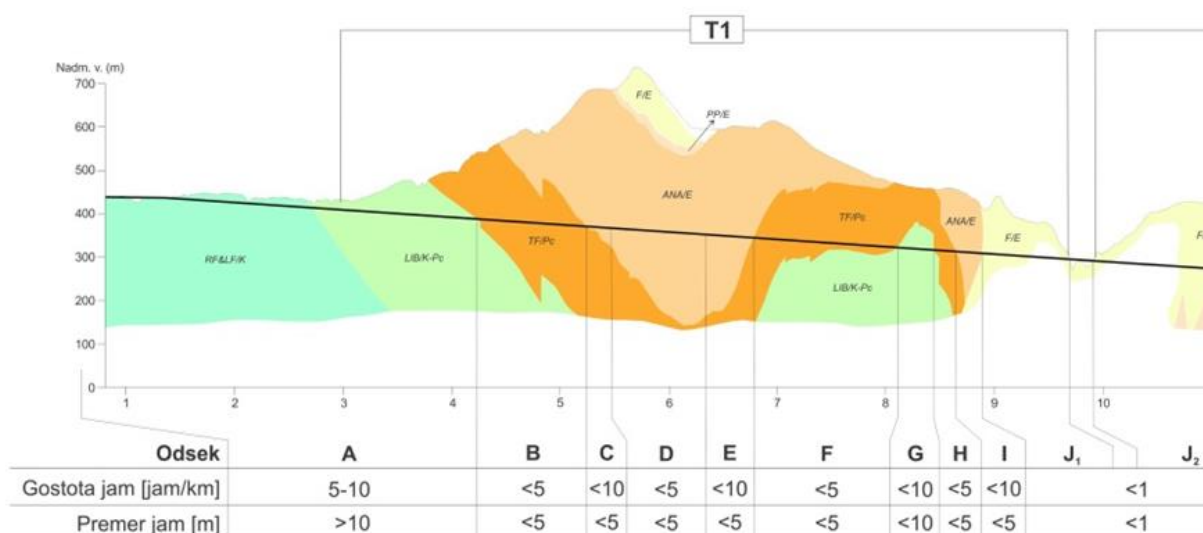 T1
Nadm. v. (m)
700
600
500
400
300
200
100
0
F/E
PP/E
ANA/E
TF/Pc
ANA/E
F/E
RF&LF/K
LIB/K-Pc
TF/Pc
LIB/K-Pc
1 2 3 4 5 6 7 8 9 10
Odsek A B C D E F G H I J₁ J₂
Gostota jam [jam/km] 5-10 <5 <10 <5 <10 <5 <10 <5 <10 <1
Premer jam [m] >10 <5 <5 <5 <5 <5 <10 <5 <5 <1